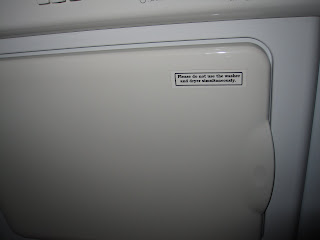 Please do not use the washer
and dryer simultaneously.